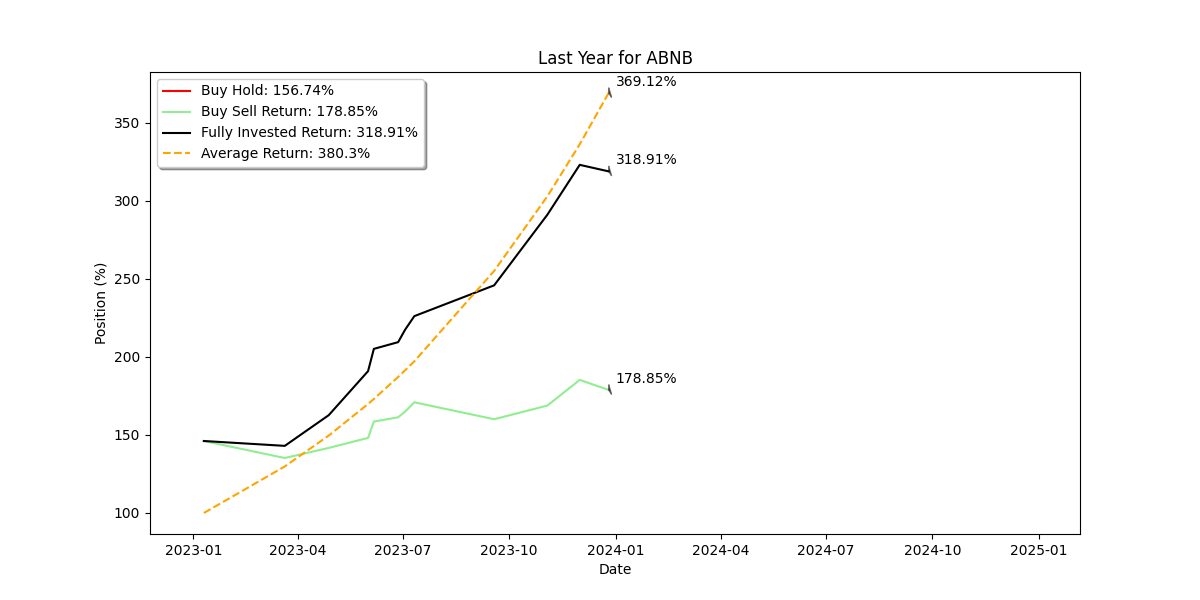 Last Year for ABNB
Buy Hold: 156.74%
Buy Sell Return: 178.85%
Fully Invested Return: 318.91%
Average Return: 380.3%
369.12%
318.91%
178.85%
Position (%)
350
300
250
200
150
100
2023-01
2023-04
2023-07
2023-10
2024-01
2024-04
2024-07
2024-10
2025-01
Date